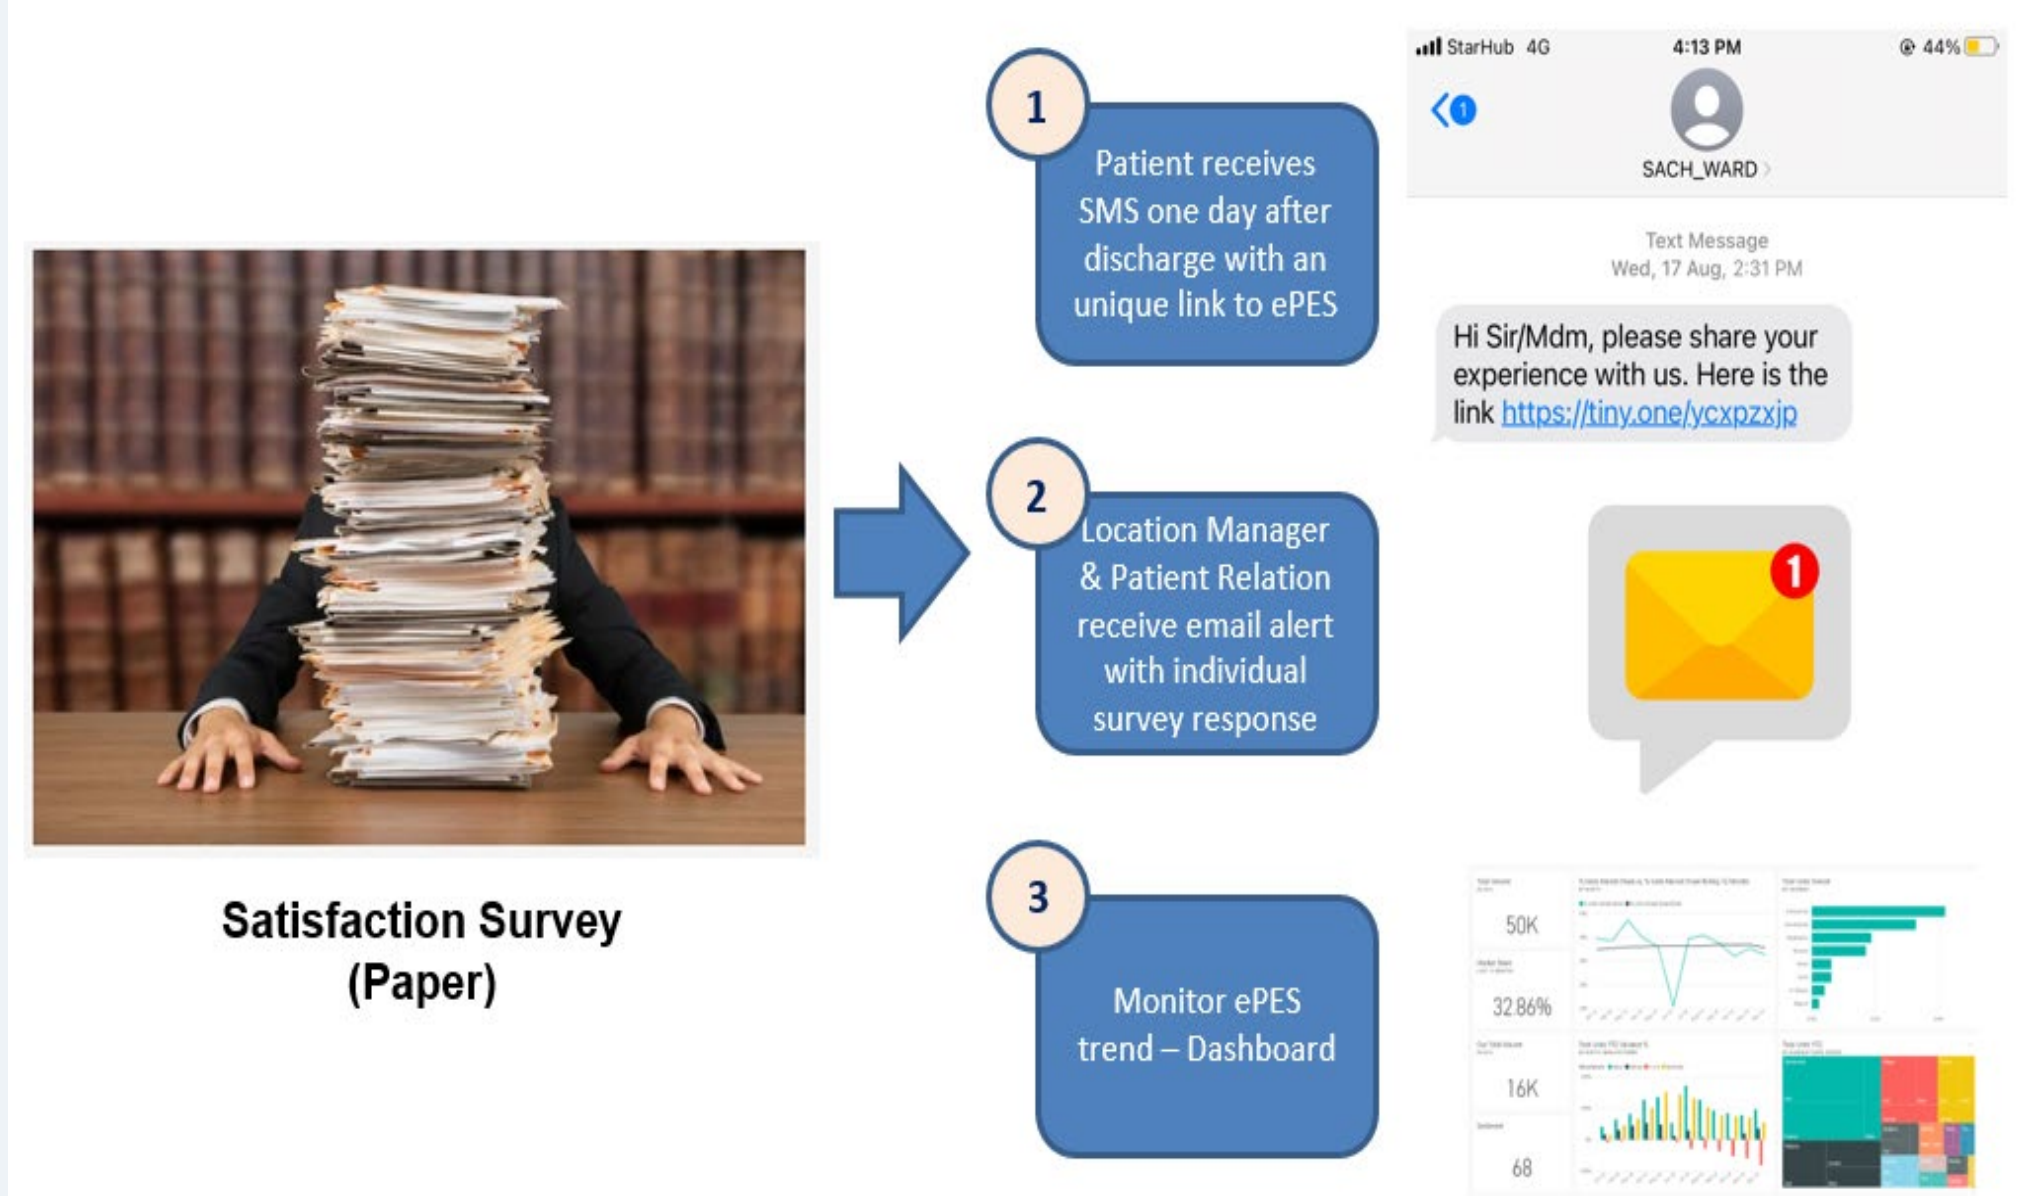 Satisfaction Survey
(Paper)
1
Patient receives
SMS one day after
discharge with an
unique link to ePES
2
Location Manager
& Patient Relation
receive email alert
with individual
survey response
3
Monitor ePES
trend – Dashboard
StarHub 4G
4:13 PM
44%
1
SACH_WARD
Text Message
Wed, 17 Aug, 2:31 PM
Hi Sir/Mdm, please share your
experience with us. Here is the
link https://tiny.one/ycxpzxjp
1
50K
32.86%
16K
68